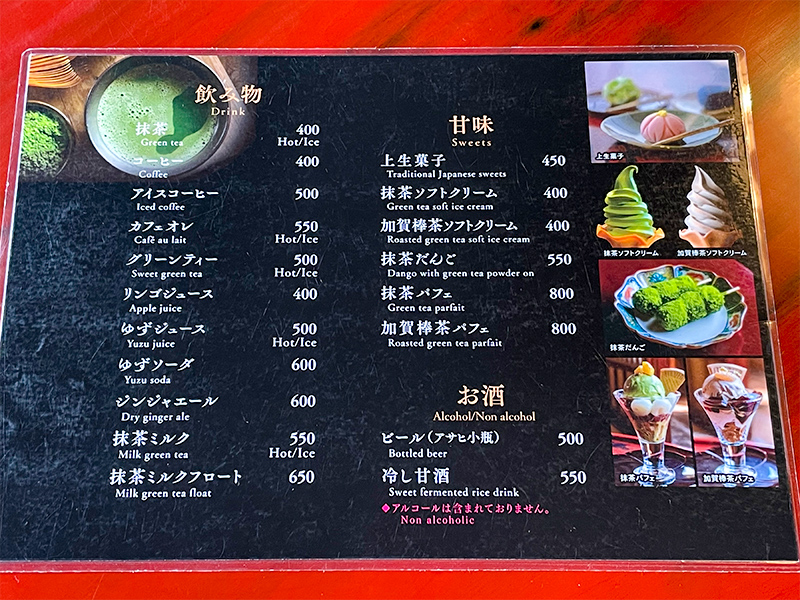 飲み物
Drink
抹茶 400
Green tea Hot/Ice
コーヒー 400
Coffee
アイスコーヒー 500
Iced coffee
カフェオレ 550
Café au lait Hot/Ice
グリーンティー 500
Sweet green tea Hot/Ice
リンゴジュース 400
Apple juice
ゆずジュース 500
Yuzu juice Hot/Ice
ゆずソーダ 600
Yuzu soda
ジンジャエール 600
Dry ginger ale
抹茶ミルク 550
Milk green tea Hot/Ice
抹茶ミルクフロート 650
Milk green tea float
甘味
Sweets
上生菓子 450
Traditional Japanese sweets
抹茶ソフトクリーム 400
Green tea soft ice cream
加賀棒茶ソフトクリーム 400
Roasted green tea soft ice cream
抹茶だんご 550
Dango with green tea powder on
抹茶パフェ 800
Green tea parfait
加賀棒茶パフェ 800
Roasted green tea parfait
お酒
Alcohol/Non alcohol
ビール(アサヒ小瓶) 500
Bottled beer
冷し甘酒 550
Sweet fermented rice drink
❖アルコールは含まれておりません。
Non alcoholic
上生菓子
抹茶ソフトクリーム 加賀棒茶ソフトクリーム
抹茶だんご
抹茶パフェ 加賀棒茶パフェ